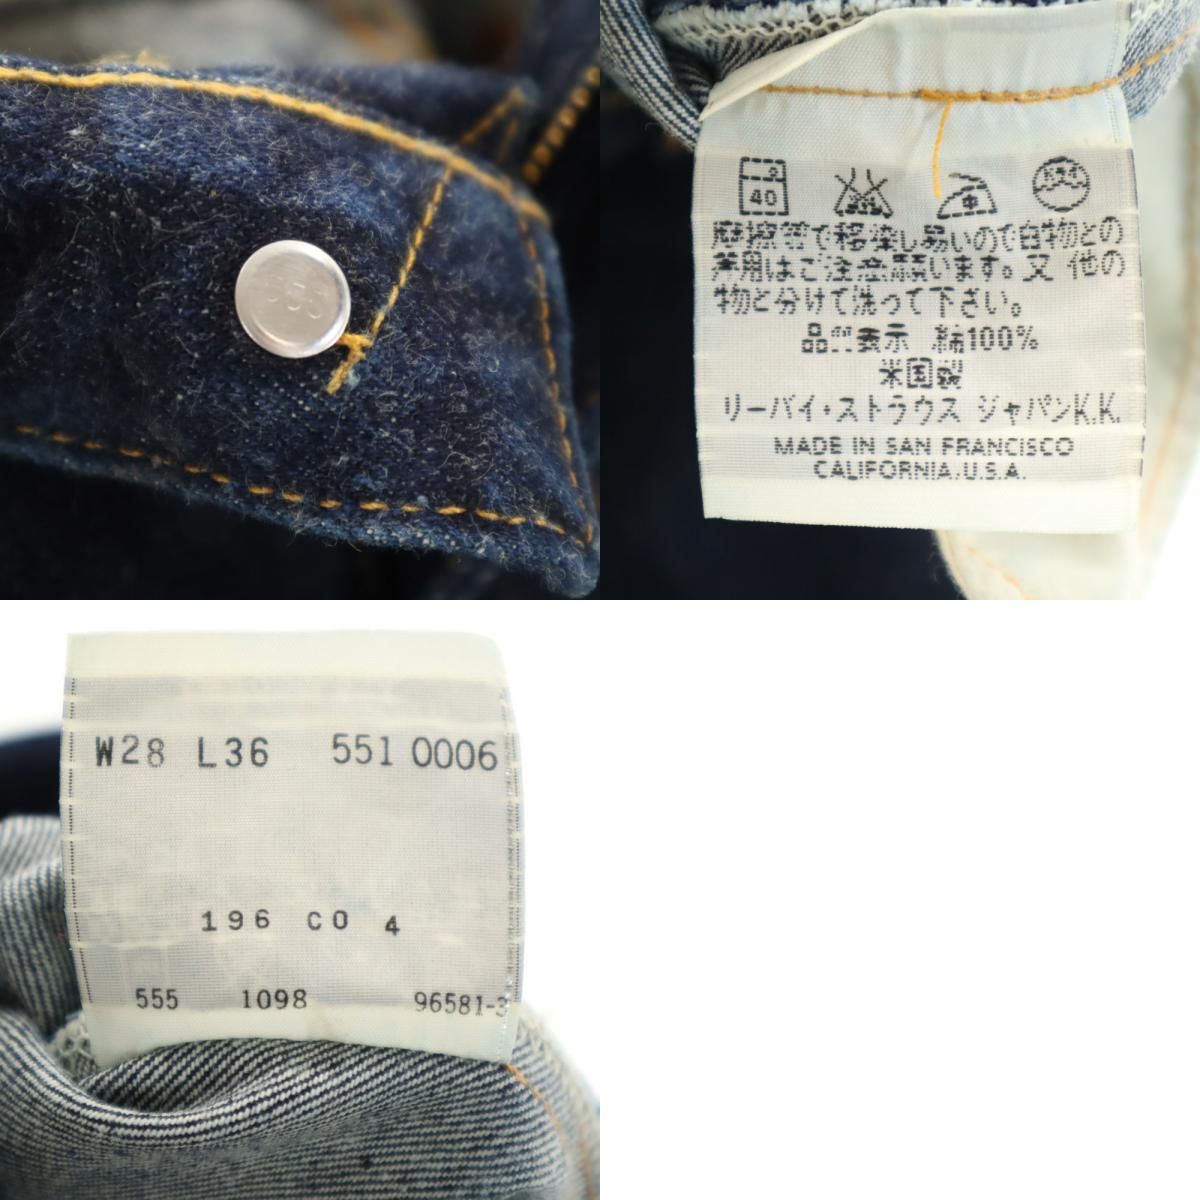 555
40
中
摩擦等で移染し易いので白物との
着用はご注意願います。又 他の
物と分けて洗って下さい。
品質表示 綿100%
米国製
リーバイ・ストラウス ジャパンK.K.
MADE IN SAN FRANCISCO
CALIFORNIA.U.S.A.
W28 L36 551 0006
196 CO 4
555 1098 96581-3